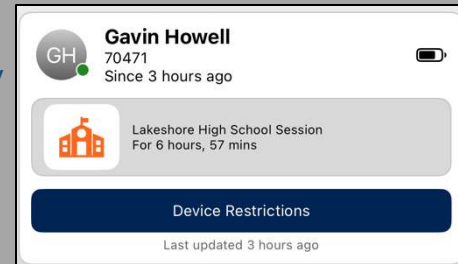 GH
Gavin Howell
70471
Since 3 hours ago
Lakeshore High School Session
For 6 hours, 57 mins
Device Restrictions
Last updated 3 hours ago